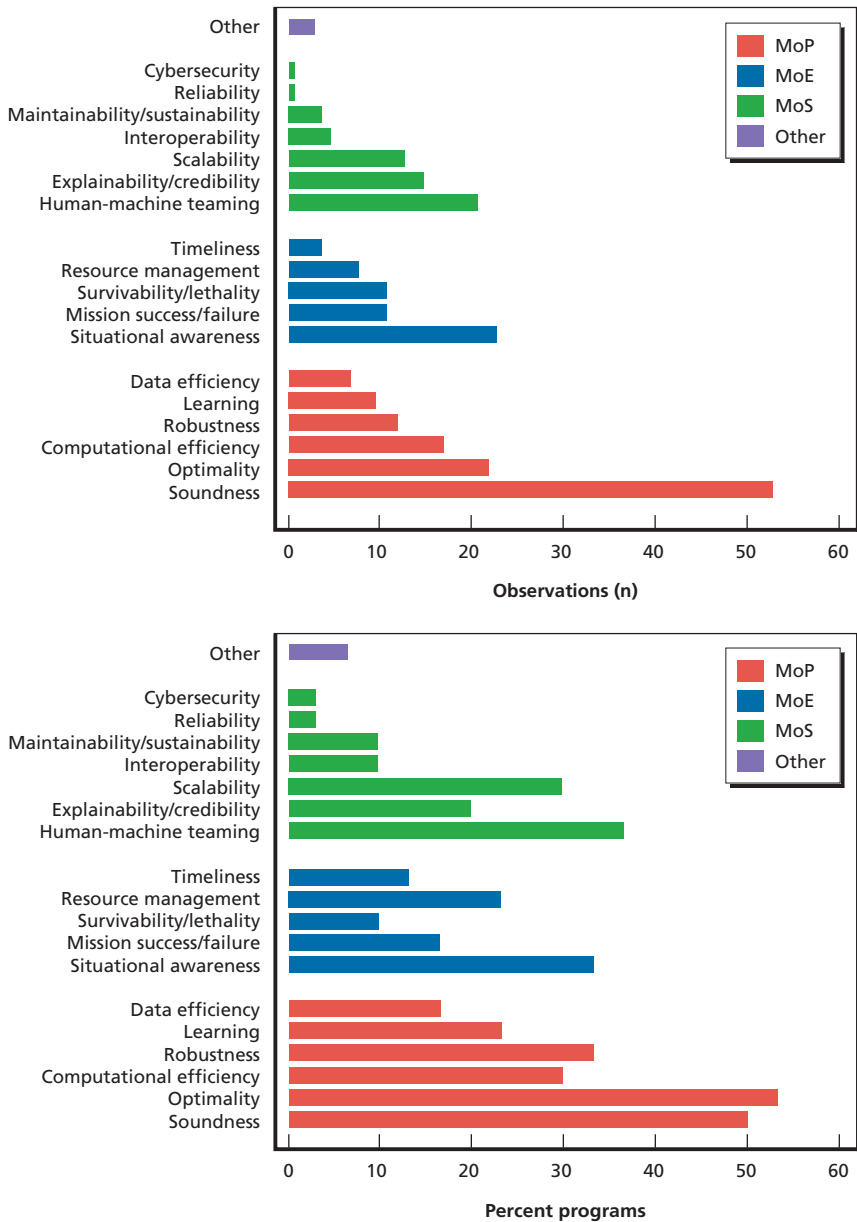 Other
Cybersecurity
Reliability
Maintainability/sustainability
Interoperability
Scalability
Explainability/credibility
Human-machine teaming
Timeliness
Resource management
Survivability/lethality
Mission success/failure
Situational awareness
Data efficiency
Learning
Robustness
Computational efficiency
Optimality
Soundness
MoP
MoE
MoS
Other
0 10 20 30 40 50 60
Observations (n)
Other
Cybersecurity
Reliability
Maintainability/sustainability
Interoperability
Scalability
Explainability/credibility
Human-machine teaming
Timeliness
Resource management
Survivability/lethality
Mission success/failure
Situational awareness
Data efficiency
Learning
Robustness
Computational efficiency
Optimality
Soundness
MoP
MoE
MoS
Other
0 10 20 30 40 50 60
Percent programs